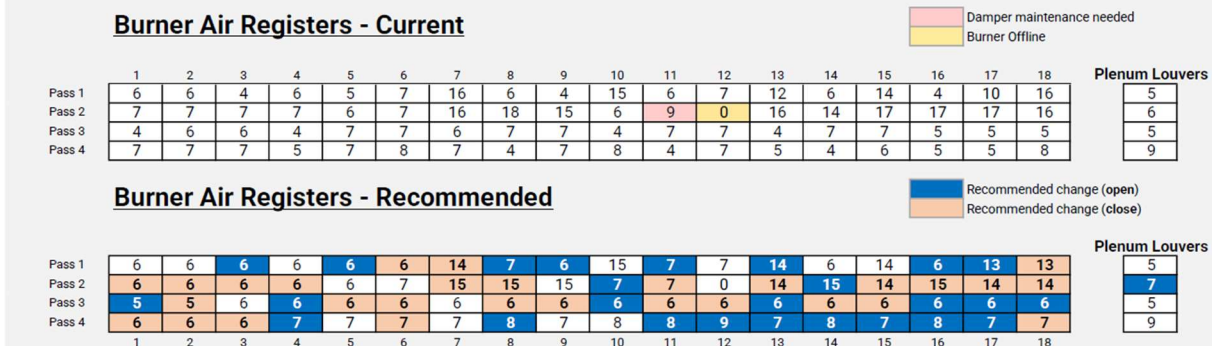 Burner Air Registers - Current
Damper maintenance needed
Burner Offline
1 2 3 4 5 6 7 8 9 10 11 12 13 14 15 16 17 18 Plenum Louvers
Pass 1 6 6 4 6 5 7 16 6 4 15 6 7 12 6 14 4 10 16 5
Pass 2 7 7 7 7 6 7 16 18 15 6 9 0 16 14 17 17 17 16 6
Pass 3 4 6 6 4 7 7 6 7 7 4 7 7 4 7 7 5 5 5 5
Pass 4 7 7 7 5 7 8 7 4 7 8 4 7 5 4 6 5 5 8 9
Burner Air Registers - Recommended
Recommended change (open)
Recommended change (close)
Plenum Louvers
Pass 1 6 6 6 6 6 6 14 7 6 15 7 7 14 6 14 6 13 13 5
Pass 2 6 6 6 6 6 7 15 15 15 7 7 0 14 15 14 15 14 14 7
Pass 3 5 5 6 6 6 6 6 6 6 6 6 6 6 6 6 6 6 6 5
Pass 4 6 6 6 7 7 7 7 8 7 8 8 9 7 8 7 8 7 7 9
1 2 3 4 5 6 7 8 9 10 11 12 13 14 15 16 17 18